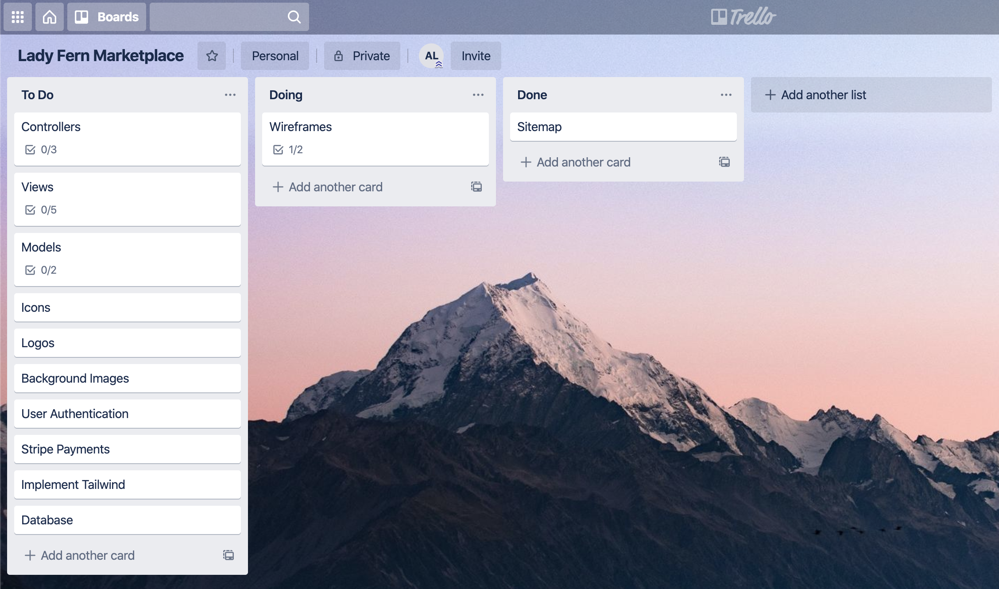 Boards
Trello
Lady Fern Marketplace
Personal
Private
AL
Invite
To Do
Controllers
0/3
Views
0/5
Models
0/2
Icons
Logos
Background Images
User Authentication
Stripe Payments
Implement Tailwind
Database
Add another card
Doing
Wireframes
1/2
Add another card
Done
Sitemap
Add another card
Add another list